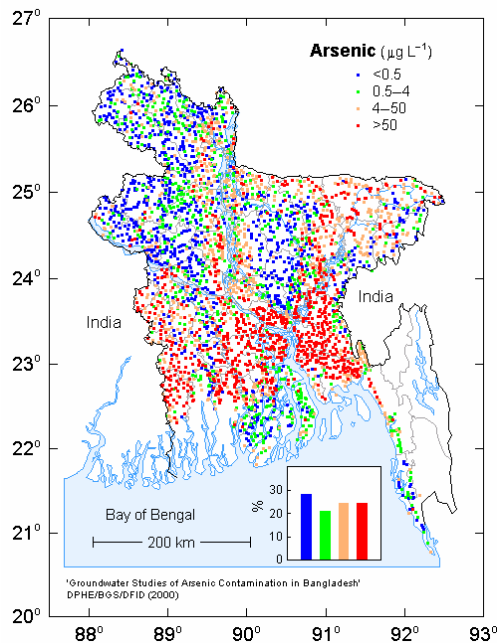 27°
26°
25°
24°
23°
22°
21°
20°
Arsenic (µg L⁻¹)
<0.5
0.5–4
4–50
>50
India
India
Bay of Bengal
200 km
%
30
20
10
0
'Groundwater Studies of Arsenic Contamination in Bangladesh'
DPHE/BGS/DFID (2000)
88° 89° 90° 91° 92° 93°